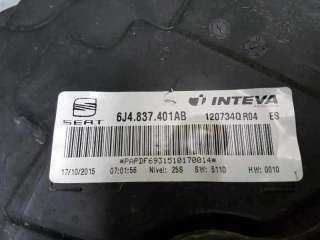 SEAT
6J4.837.401AB
INTEVA
120734Q R04 ES
*PAPDF6931510170014*
17/10/2015 07:01:56 Nivel: 25S SW: 5110 H.W: 0010